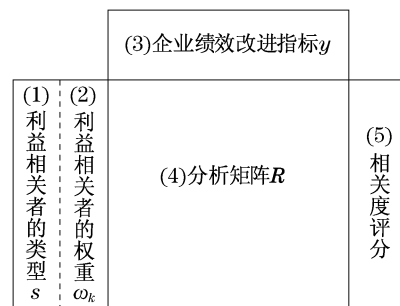 (3)企业绩效改进指标y
(1)利益相关者的类型s
(2)利益相关者的权重ωk
(4)分析矩阵R
(5)相关度评分